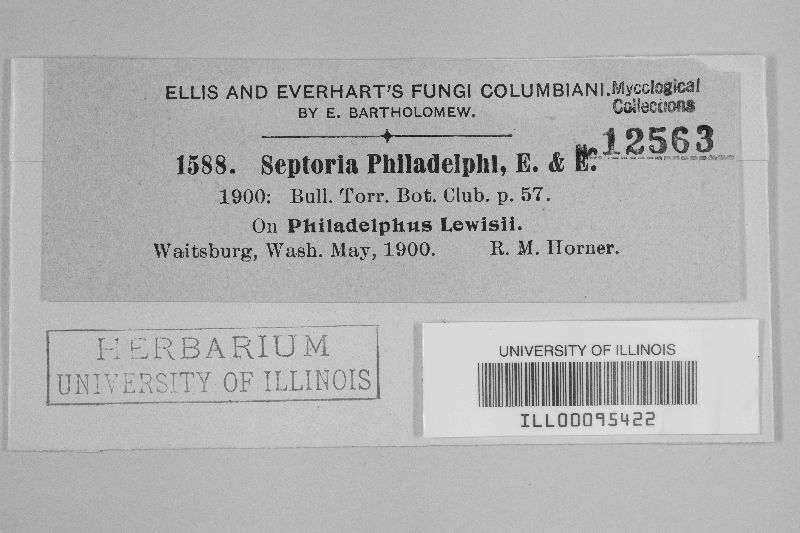 ELLIS AND EVERHART'S FUNGI COLUMBIANI.
BY E. BARTHOLOMEW.
Mycological
Collections
No 12563
1588. Septoria Philadelphi, E. & E.
1900: Bull. Torr. Bot. Club. p. 57.
On Philadelphus Lewisii.
Waitsburg, Wash. May, 1900. R. M. Horner.
HERBARIUM
UNIVERSITY OF ILLINOIS
UNIVERSITY OF ILLINOIS
ILL00095422